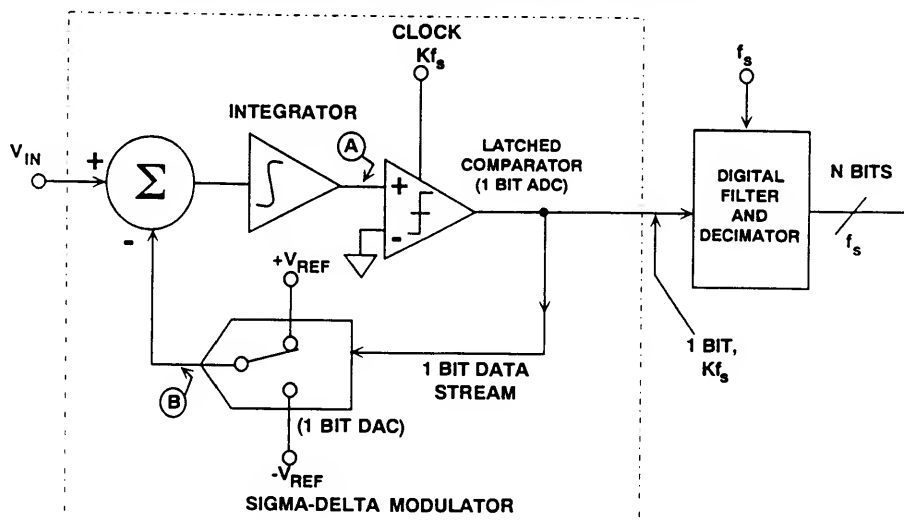 CLOCK
Kfs
fs
INTEGRATOR
A
VIN
+
Σ
-
∫
+
-
LATCHED
COMPARATOR
(1 BIT ADC)
DIGITAL
FILTER
AND
DECIMATOR
N BITS
fs
+VREF
1 BIT DATA
STREAM
1 BIT,
Kfs
B
(1 BIT DAC)
-VREF
SIGMA-DELTA MODULATOR